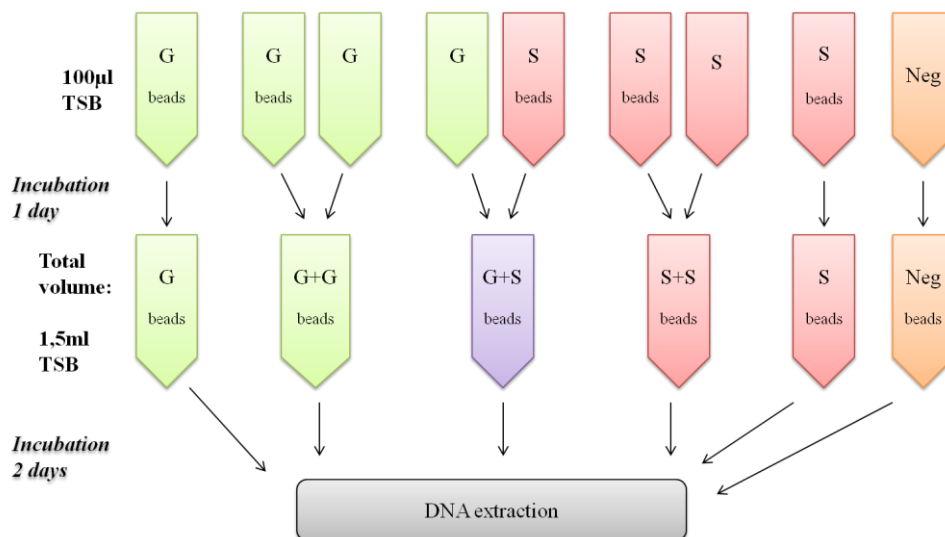 G
G
G
G
S
S
S
S
Neg
beads
beads
beads
beads
beads
100µl
TSB
Incubation
1 day
Total
volume:
1,5ml
TSB
G
G+G
G+S
S+S
S
Neg
beads
beads
beads
beads
beads
beads
Incubation
2 days
DNA extraction